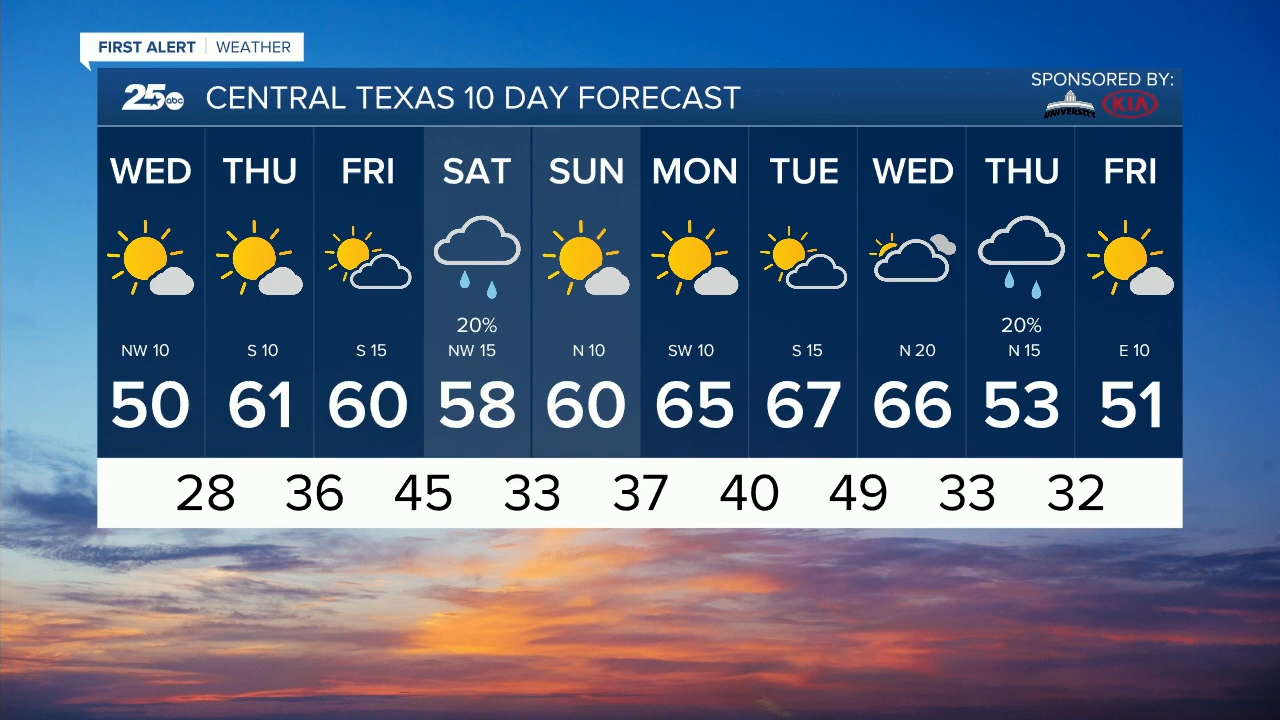 FIRST ALERT | WEATHER
25 abc CENTRAL TEXAS 10 DAY FORECAST
SPONSORED BY:
UNIVERSITY KIA
WED THU FRI SAT SUN MON TUE WED THU FRI
20% 20%
NW 10 S 10 S 15 NW 15 N 10 SW 10 S 15 N 20 N 15 E 10
50 61 60 58 60 65 67 66 53 51
28 36 45 33 37 40 49 33 32